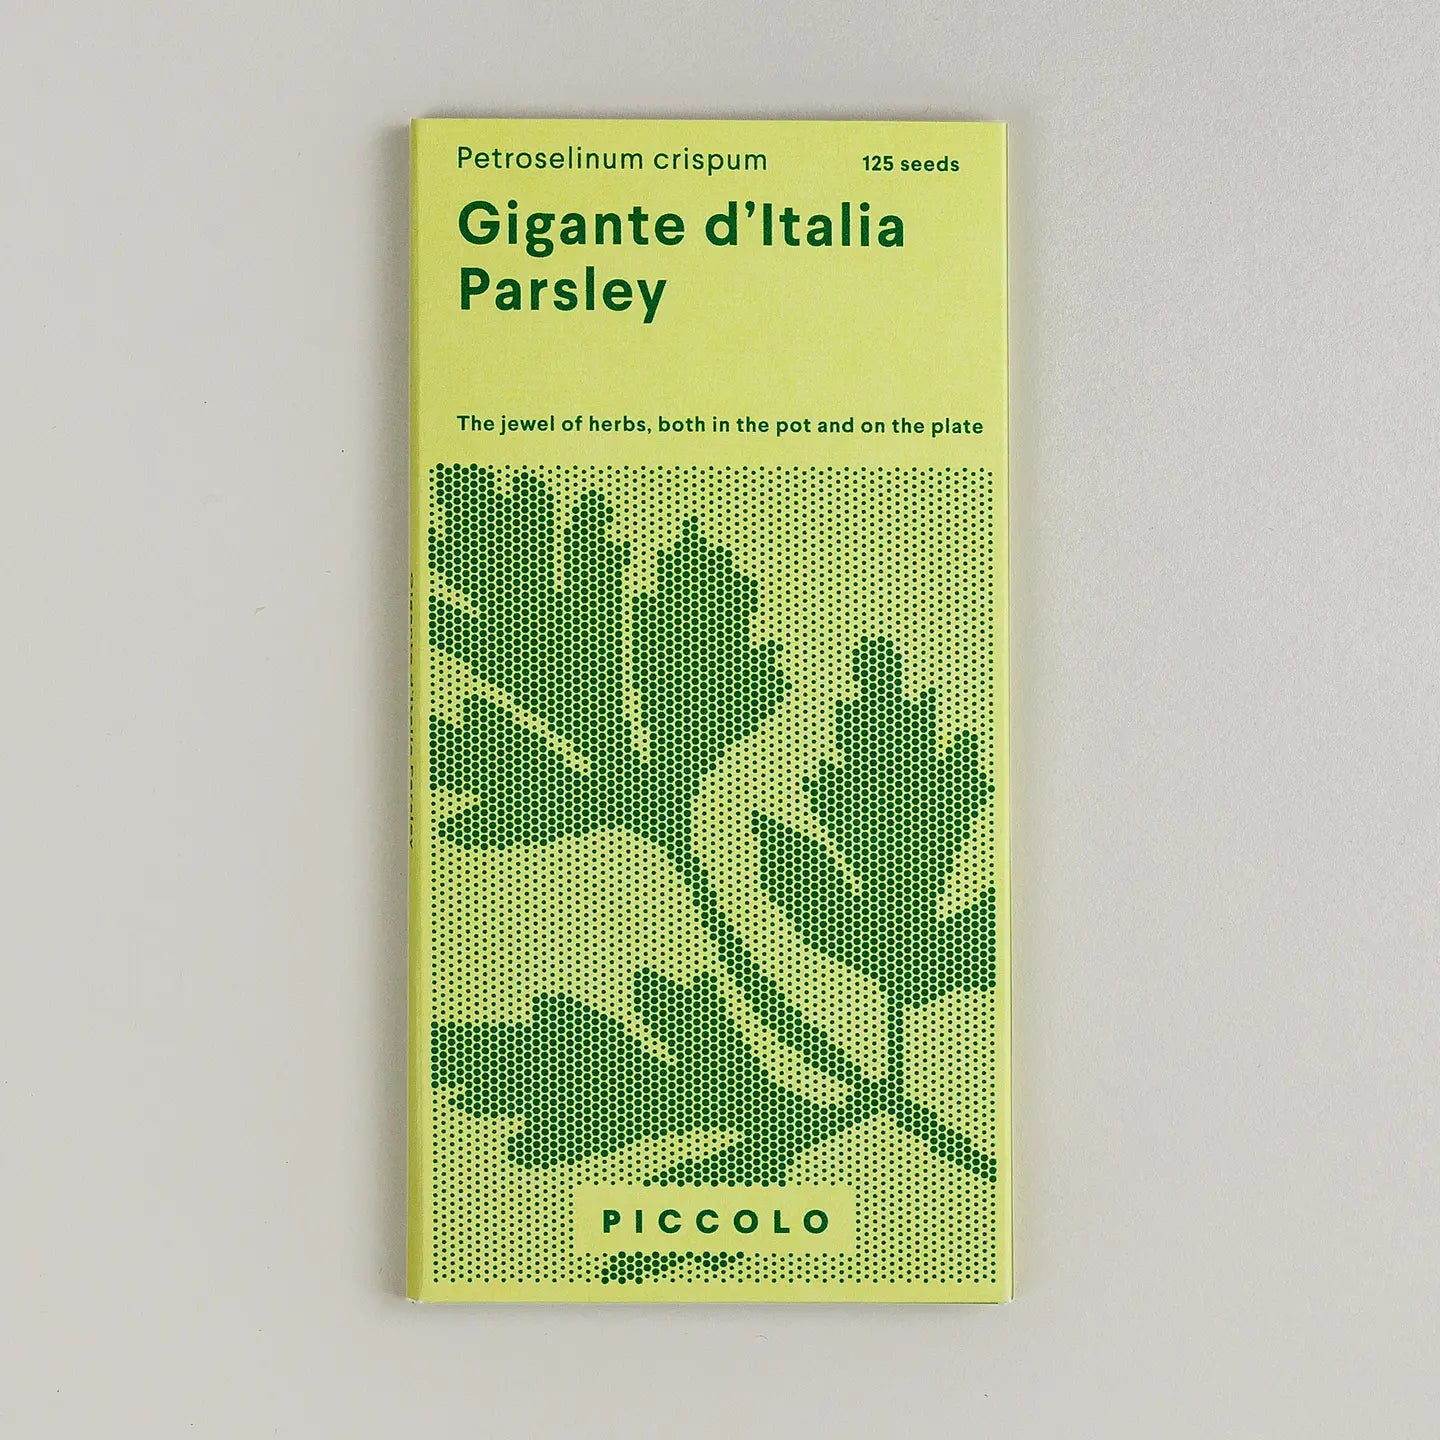 Petroselinum crispum
125 seeds
Gigante d’Italia
Parsley
The jewel of herbs, both in the pot and on the plate
PICCOLO